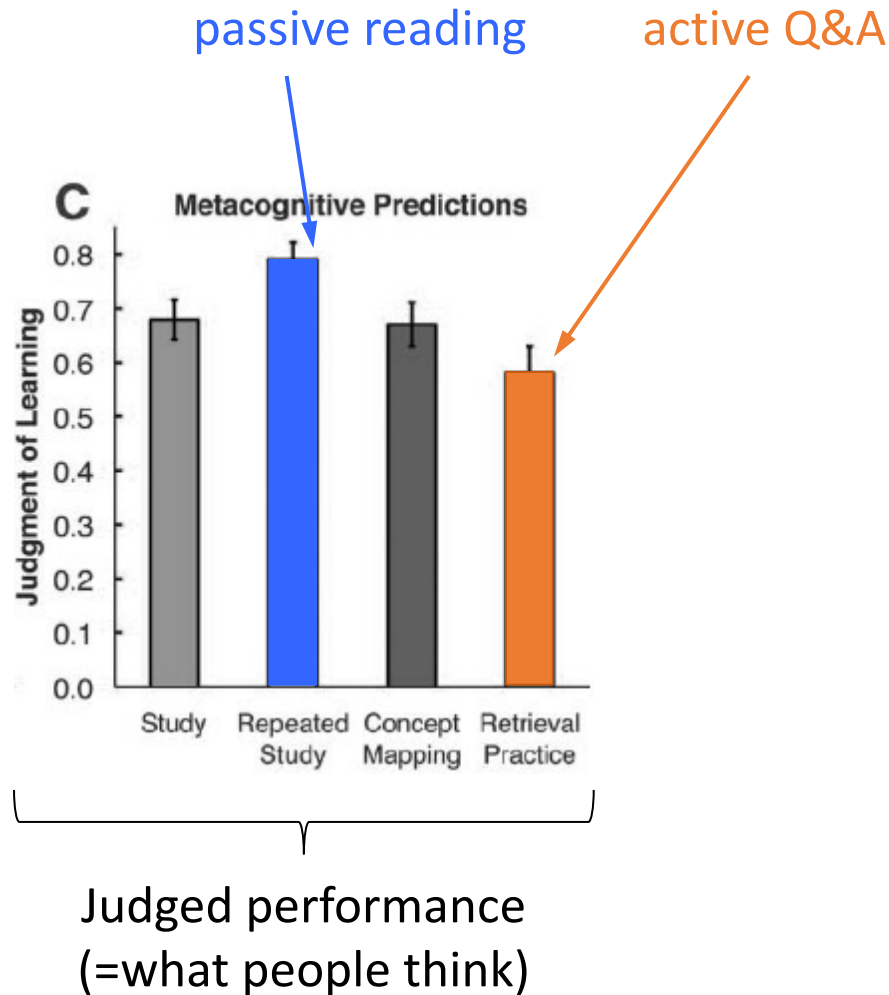 passive reading
active Q&A
C
Metacognitive Predictions
Judgment of Learning
0.8
0.7
0.6
0.5
0.4
0.3
0.2
0.1
0.0
Study
Repeated
Study
Concept
Mapping
Retrieval
Practice
Judged performance
(=what people think)